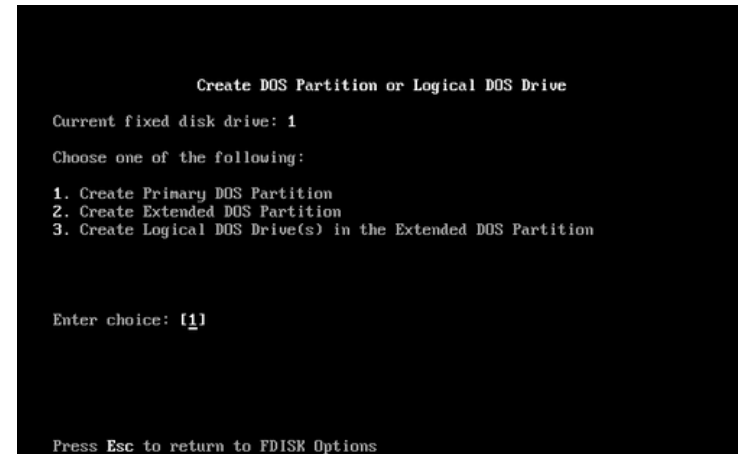 Create DOS Partition or Logical DOS Drive
Current fixed disk drive: 1
Choose one of the following:
1. Create Primary DOS Partition
2. Create Extended DOS Partition
3. Create Logical DOS Drive(s) in the Extended DOS Partition
Enter choice: [1]
Press Esc to return to FDISK Options